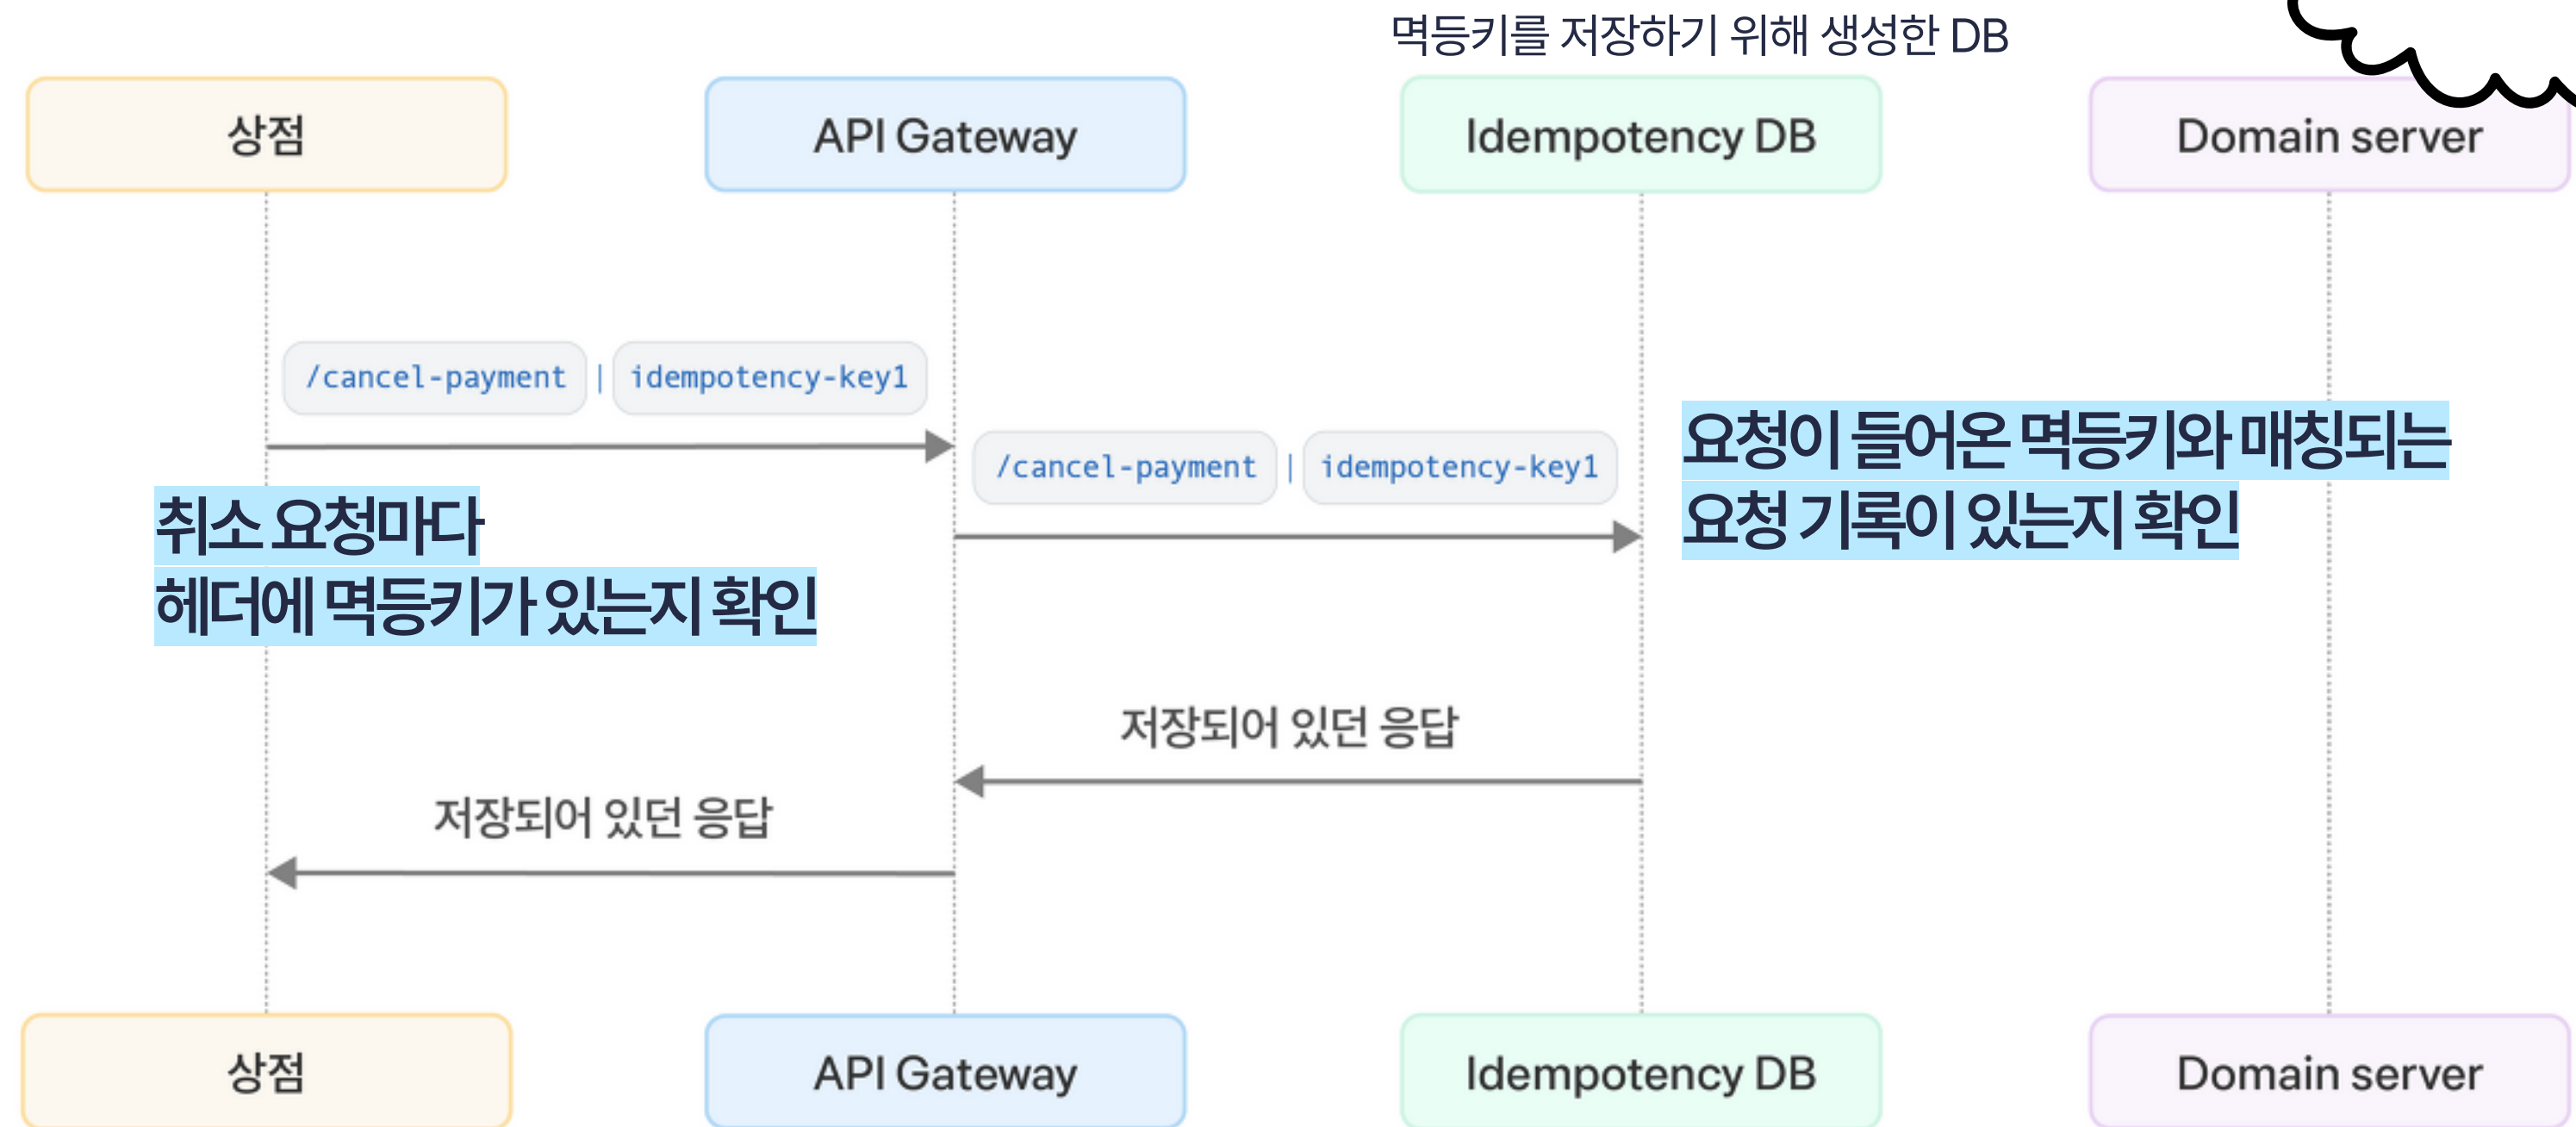 멱등키를 저장하기 위해 생성한 DB
상점
API Gateway
Idempotency DB
Domain server
/cancel-payment | idempotency-key1
/cancel-payment | idempotency-key1
요청이 들어온 멱등키와 매칭되는
요청 기록이 있는지 확인
취소 요청마다
헤더에 멱등키가 있는지 확인
저장되어 있던 응답
저장되어 있던 응답
상점
API Gateway
Idempotency DB
Domain server